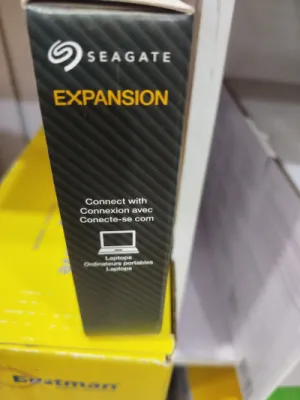 SEAGATE
EXPANSION
Connect with
Connexion avec
Conecte-se com
Laptops
Ordinateurs portables
Laptops
Eastman